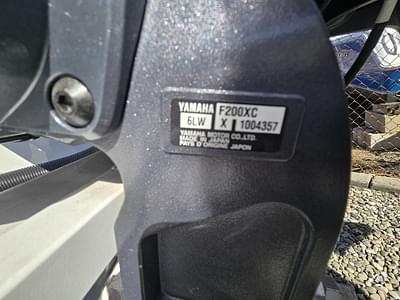 YAMAHA F200XC
6LW X 1004357
YAMAHA MOTOR CO.,LTD.
MADE IN JAPAN
PAYS D'ORIGINE JAPON